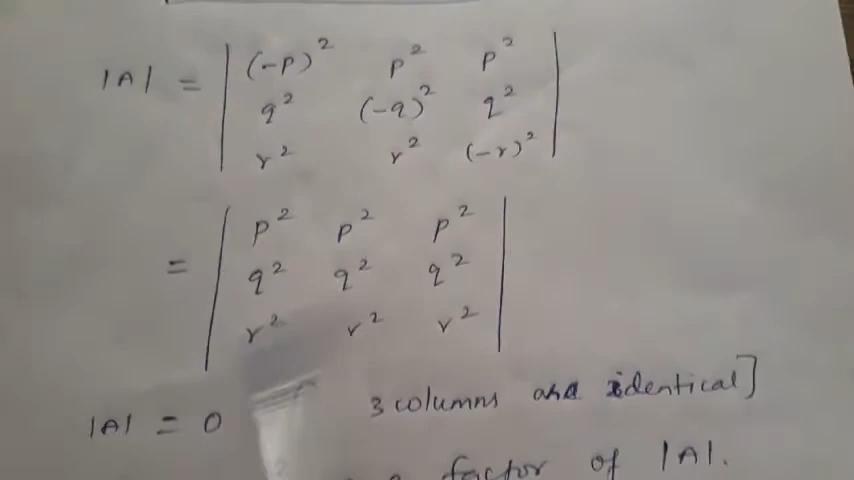 |A| = | (-p)² p² p² |
| q² (-q)² q² |
| r² r² (-r)² |
= | p² p² p² |
| q² q² q² |
| r² r² r² |
|A| = 0 3 columns are identical]
factor of |A|.